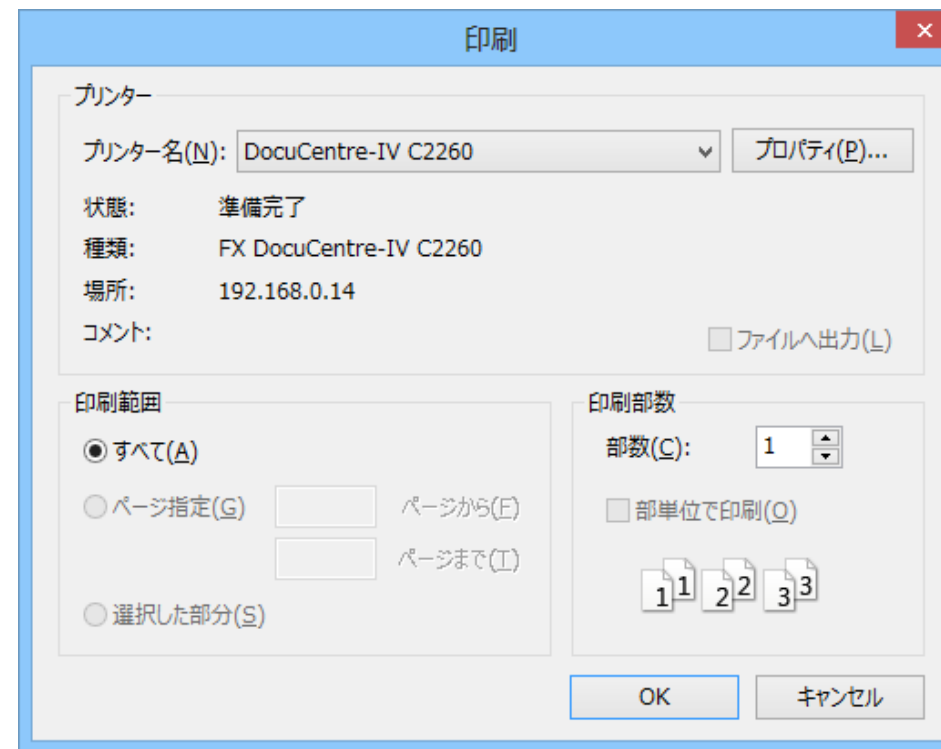 印刷
プリンター
プリンター名(N): DocuCentre-IV C2260 プロパティ(P)...
状態: 準備完了
種類: FX DocuCentre-IV C2260
場所: 192.168.0.14
コメント:
ファイルへ出力(L)
印刷範囲
すべて(A)
ページ指定(G) ページから(F)
ページまで(T)
選択した部分(S)
印刷部数
部数(C): 1
部単位で印刷(O)
1 1 2 2 3 3
OK キャンセル